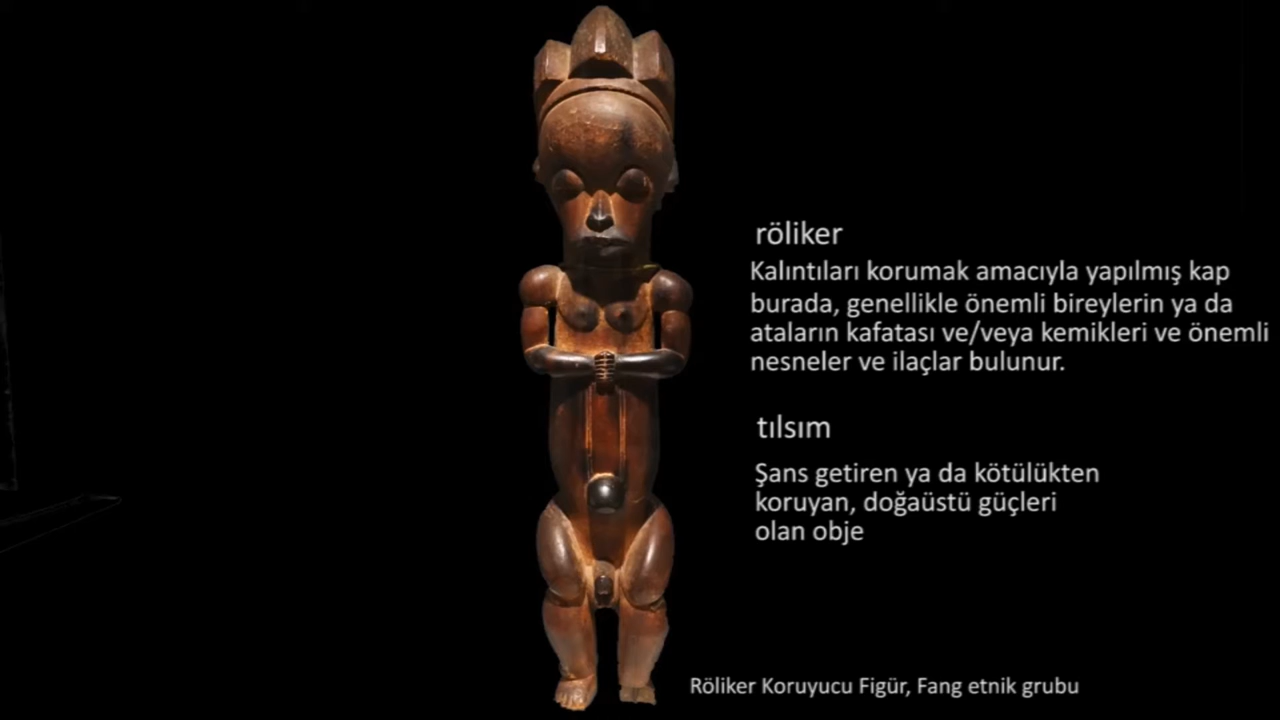 röliker
Kalıntıları korumak amacıyla yapılmış kap
burada, genellikle önemli bireylerin ya da
ataların kafatası ve/veya kemikleri ve önemli
nesneler ve ilaçlar bulunur.
tılsım
Şans getiren ya da kötülükten
koruyan, doğaüstü güçleri
olan obje
Röliker Koruyucu Figür, Fang etnik grubu